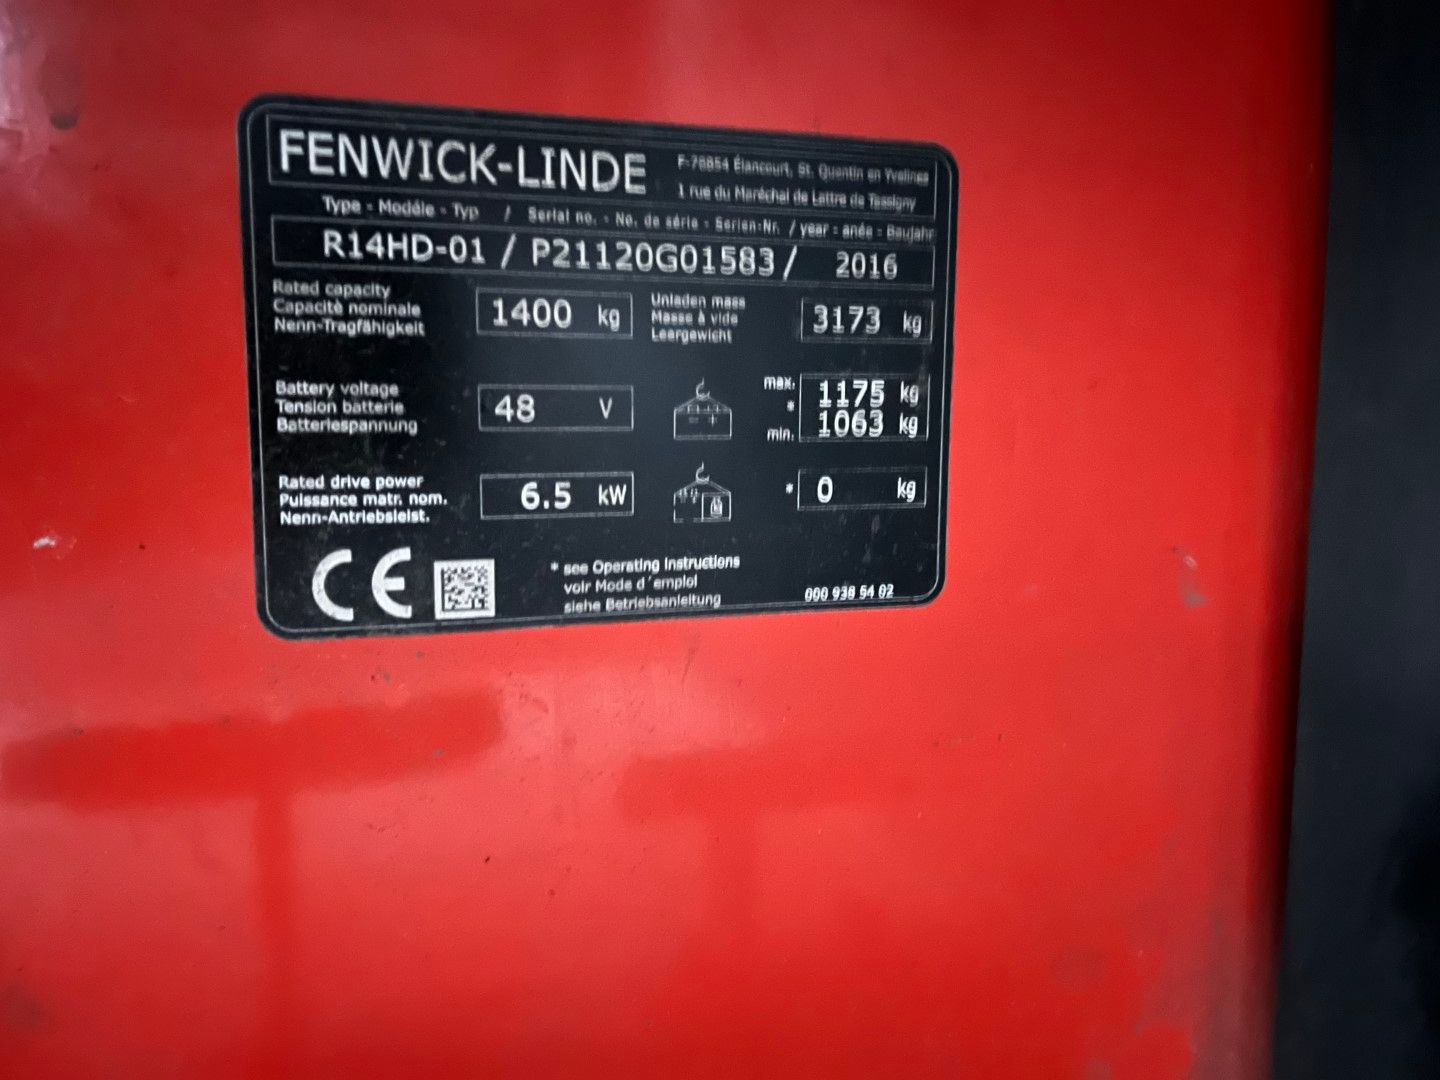 FENWICK-LINDE
F-78854 Élancourt, St. Quentin en Yvelines
1 rue du Maréchal de Lattre de Tassigny
Type - Modéle - Typ / Serial no. - No. de série - Serien-Nr. / year - anée - Baujahr
R14HD-01 / P21120G01583 / 2016
Rated capacity
Capacité nominale
Nenn-Tragfähigkeit
1400 kg
Unladen mass
Masse à vide
Leergewicht
3173 kg
Battery voltage
Tension batterie
Batteriespannung
48 V
max. 1175 kg
*
min. 1063 kg
Rated drive power
Puissance matr. nom.
Nenn-Antriebsleist.
6.5 kW
* 0 kg
CE
* see Operating Instructions
voir Mode d´emploi
siehe Betriebsanleitung
000 938 54 02